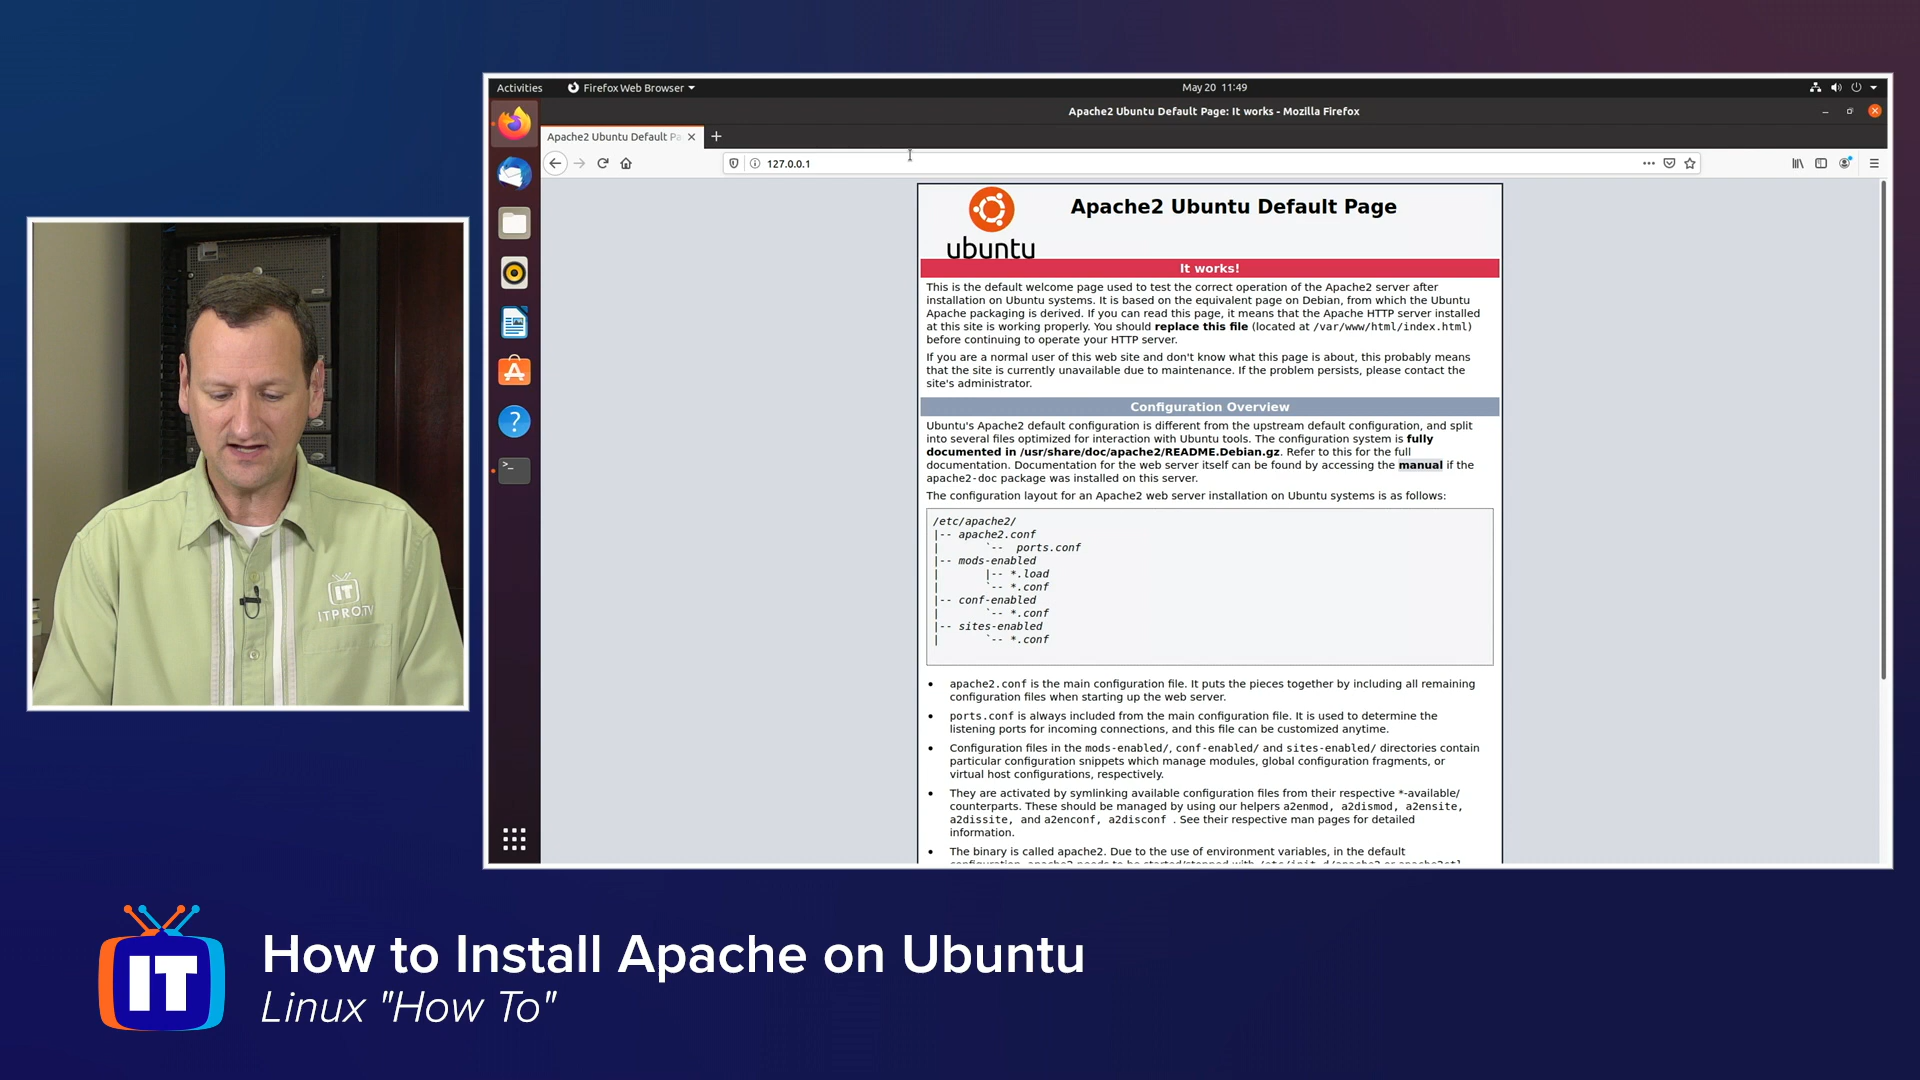 Activities
Firefox Web Browser
May 20 11:49
Apache2 Ubuntu Default Page: It works - Mozilla Firefox
Apache2 Ubuntu Default Pa
127.0.0.1
Apache2 Ubuntu Default Page
ubuntu
It works!
This is the default welcome page used to test the correct operation of the Apache2 server after
installation on Ubuntu systems. It is based on the equivalent page on Debian, from which the Ubuntu
Apache packaging is derived. If you can read this page, it means that the Apache HTTP server installed
at this site is working properly. You should replace this file (located at /var/www/html/index.html)
before continuing to operate your HTTP server.
If you are a normal user of this web site and don't know what this page is about, this probably means
that the site is currently unavailable due to maintenance. If the problem persists, please contact the
site's administrator.
Configuration Overview
Ubuntu's Apache2 default configuration is different from the upstream default configuration, and split
into several files optimized for interaction with Ubuntu tools. The configuration system is fully
documented in /usr/share/doc/apache2/README.Debian.gz. Refer to this for the full
documentation. Documentation for the web server itself can be found by accessing the manual if the
apache2-doc package was installed on this server.
The configuration layout for an Apache2 web server installation on Ubuntu systems is as follows:
/etc/apache2/
|-- apache2.conf
|       `--  ports.conf
|-- mods-enabled
|       |-- *.load
|       `-- *.conf
|-- conf-enabled
|       `-- *.conf
|-- sites-enabled
|       `-- *.conf
• apache2.conf is the main configuration file. It puts the pieces together by including all remaining
configuration files when starting up the web server.
• ports.conf is always included from the main configuration file. It is used to determine the
listening ports for incoming connections, and this file can be customized anytime.
• Configuration files in the mods-enabled/, conf-enabled/ and sites-enabled/ directories contain
particular configuration snippets which manage modules, global configuration fragments, or
virtual host configurations, respectively.
• They are activated by symlinking available configuration files from their respective *-available/
counterparts. These should be managed by using our helpers a2enmod, a2dismod, a2ensite,
a2dissite, and a2enconf, a2disconf . See their respective man pages for detailed
information.
• The binary is called apache2. Due to the use of environment variables, in the default
configuration, apache2 needs to be started/stopped with /etc/init.d/apache2 or apache2ctl
IT
ITPRO.TV
IT
How to Install Apache on Ubuntu
Linux "How To"